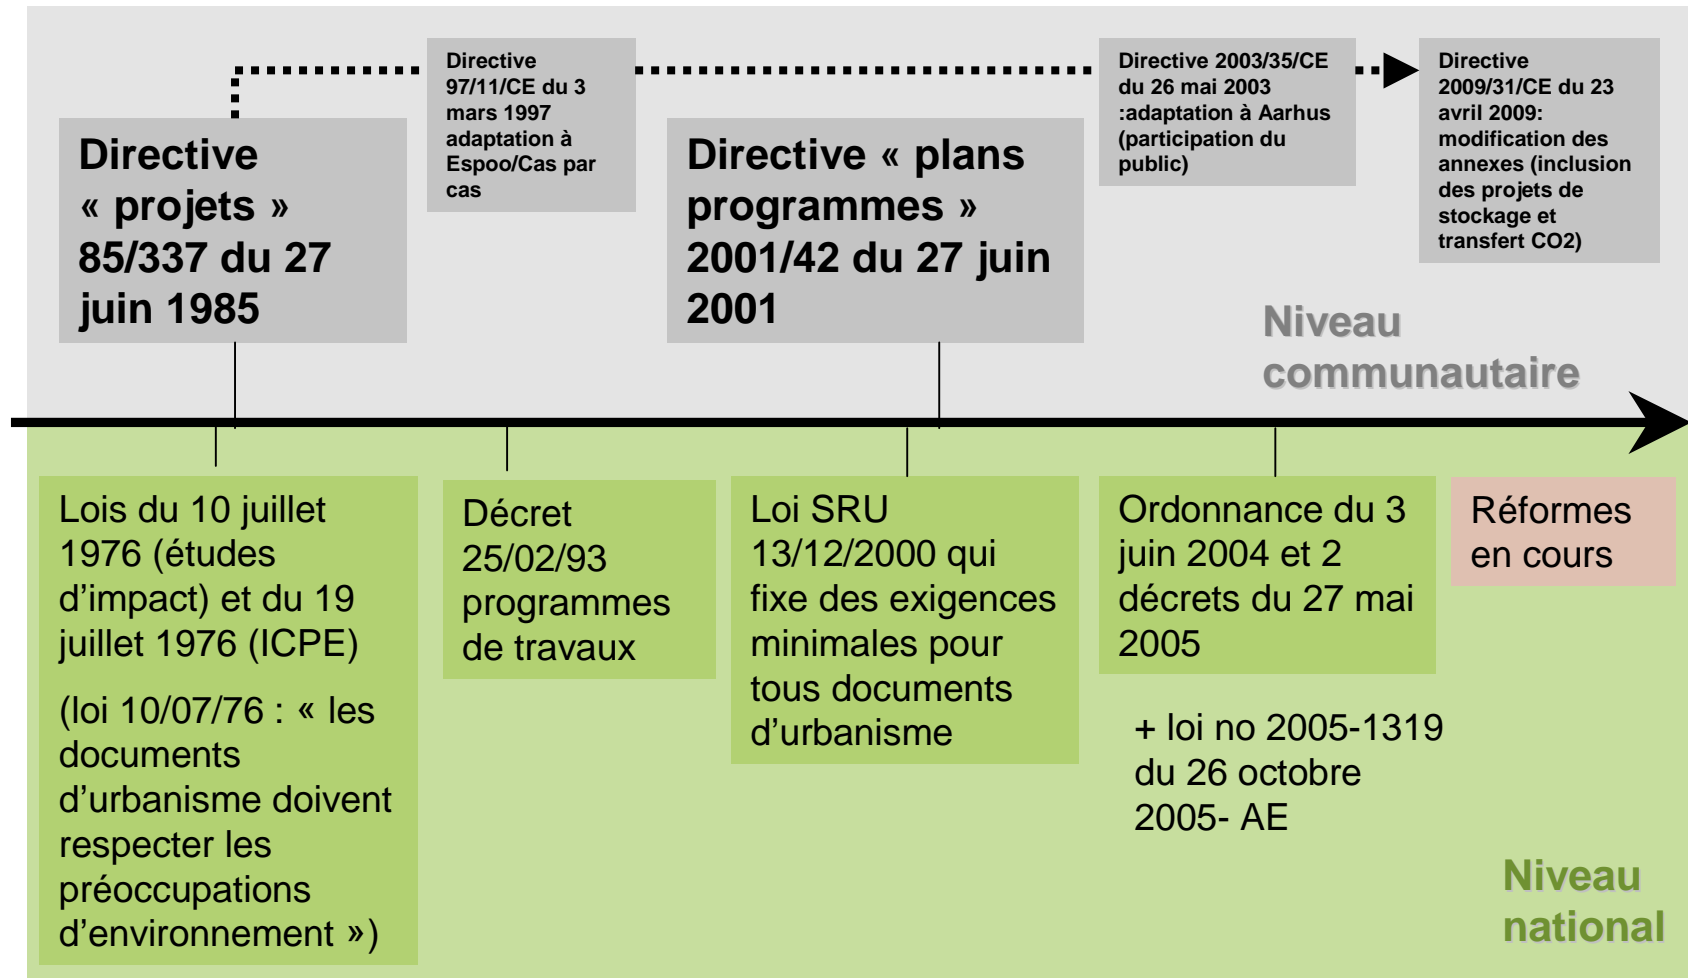 Directive
97/11/CE du 3
mars 1997
adaptation à
Espoo/Cas par
cas
Directive 2003/35/CE
du 26 mai 2003
:adaptation à Aarhus
(participation du
public)
Directive
2009/31/CE du 23
avril 2009:
modification des
annexes (inclusion
des projets de
stockage et
transfert CO2)
Directive
« projets »
85/337 du 27
juin 1985
Directive « plans
programmes »
2001/42 du 27 juin
2001
Niveau
communautaire
Lois du 10 juillet
1976 (études
d’impact) et du 19
juillet 1976 (ICPE)
(loi 10/07/76 : « les
documents
d’urbanisme doivent
respecter les
préoccupations
d’environnement »)
Décret
25/02/93
programmes
de travaux
Loi SRU
13/12/2000 qui
fixe des exigences
minimales pour
tous documents
d’urbanisme
Ordonnance du 3
juin 2004 et 2
décrets du 27 mai
2005
+ loi no 2005-1319
du 26 octobre
2005- AE
Réformes
en cours
Niveau
national